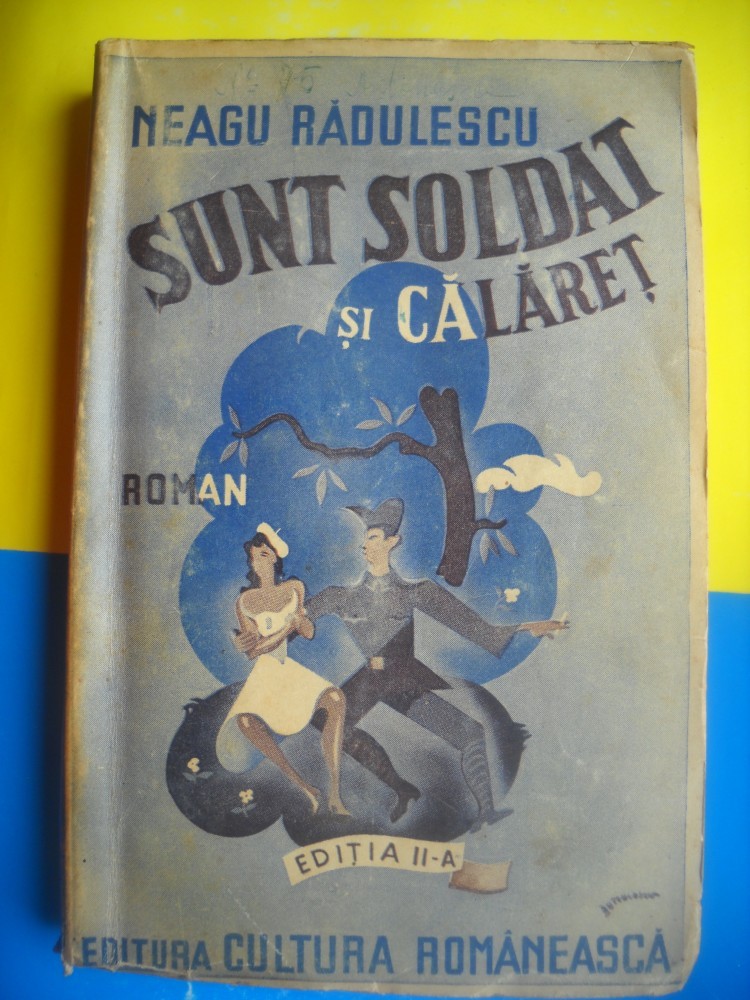 NEAGU RĂDULESCU
SUNT SOLDAT
ȘI CĂLĂREȚ
ROMAN
EDIȚIA II-A
EDITURA CULTURA ROMÂNEASCĂ